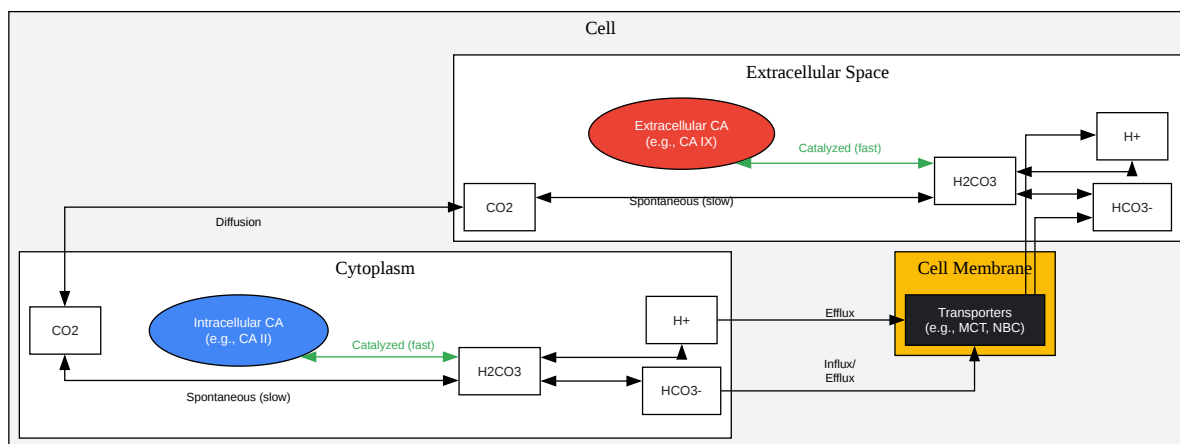 Cell
Extracellular Space
Extracellular CA
(e.g., CA IX)
Catalyzed (fast)
H+
H2CO3
CO2
Spontaneous (slow)
HCO3-
Diffusion
Cytoplasm
Cell Membrane
Intracellular CA
(e.g., CA II)
Catalyzed (fast)
CO2
H+
H2CO3
HCO3-
Spontaneous (slow)
Efflux
Transporters
(e.g., MCT, NBC)
Influx/
Efflux